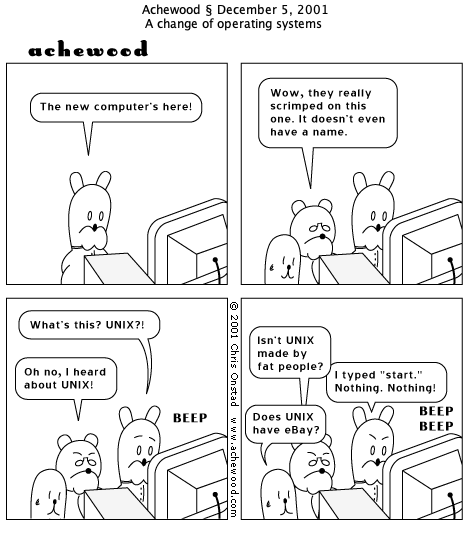 Achewood § December 5, 2001
A change of operating systems
achewood
The new computer's here!
Wow, they really
scrimped on this
one. It doesn't even
have a name.
What's this? UNIX?!
Oh no, I heard
about UNIX!
BEEP
© 2001 Chris Onstad www.achewood.com
Isn't UNIX
made by
fat people?
I typed "start."
Nothing. Nothing!
Does UNIX
have eBay?
BEEP
BEEP